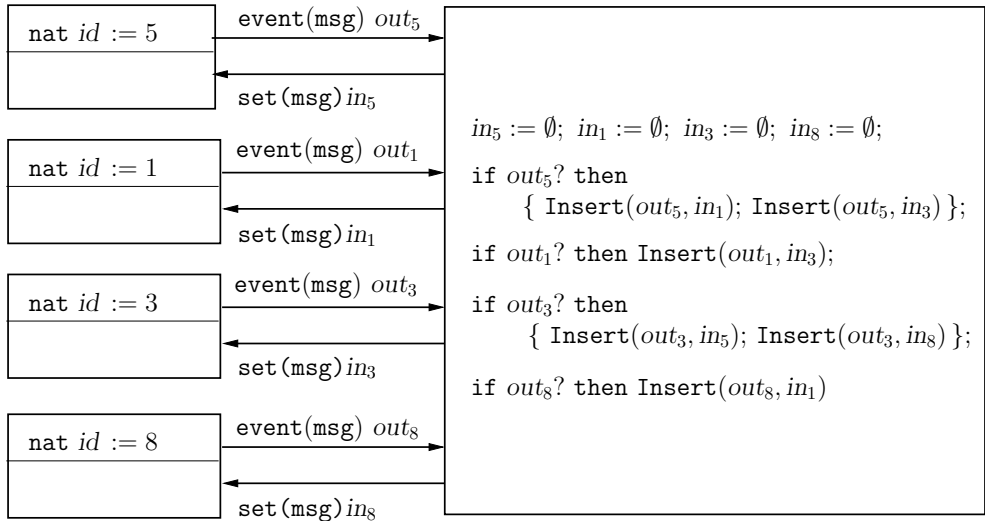 nat id := 5
event(msg) out₅
set(msg)in₅
nat id := 1
event(msg) out₁
set(msg)in₁
nat id := 3
event(msg) out₃
set(msg)in₃
nat id := 8
event(msg) out₈
set(msg)in₈
in₅ := ∅; in₁ := ∅; in₃ := ∅; in₈ := ∅;
if out₅? then
{ Insert(out₅, in₁); Insert(out₅, in₃) };
if out₁? then Insert(out₁, in₃);
if out₃? then
{ Insert(out₃, in₅); Insert(out₃, in₈) };
if out₈? then Insert(out₈, in₁)